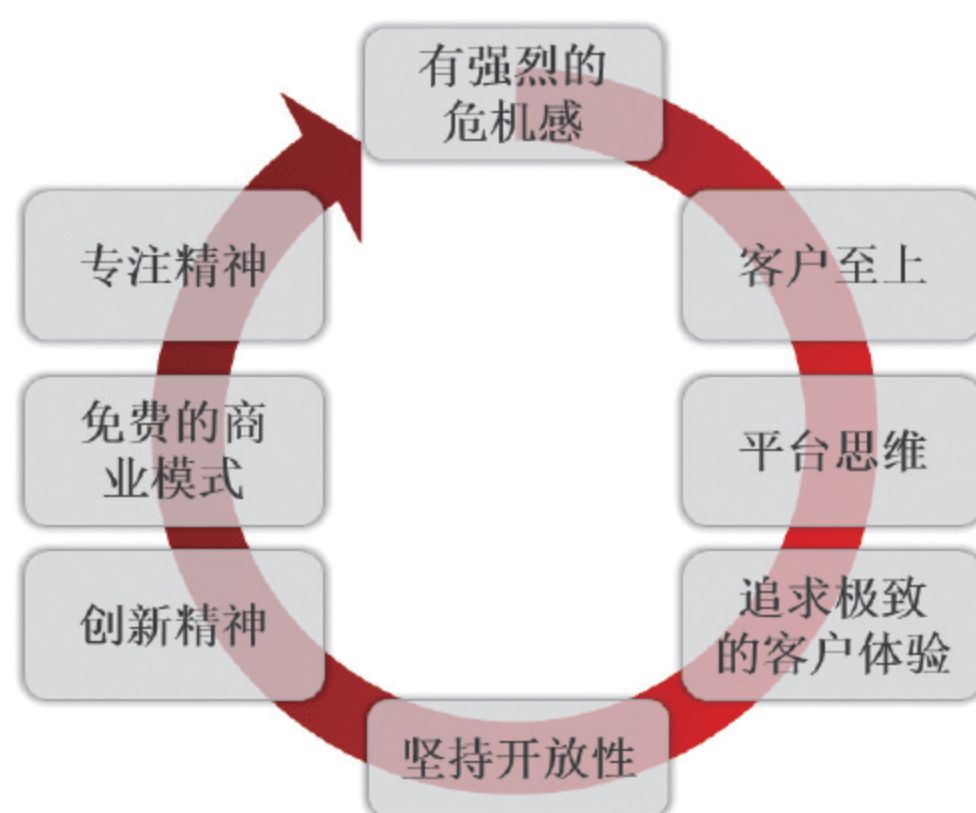 有强烈的
危机感
客户至上
平台思维
追求极致
的客户体验
坚持开放性
创新精神
免费的商
业模式
专注精神